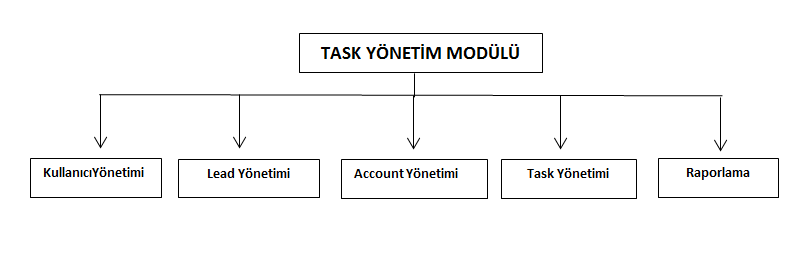 TASK YÖNETİM MODÜLÜ
KullanıcıYönetimi
Lead Yönetimi
Account Yönetimi
Task Yönetimi
Raporlama